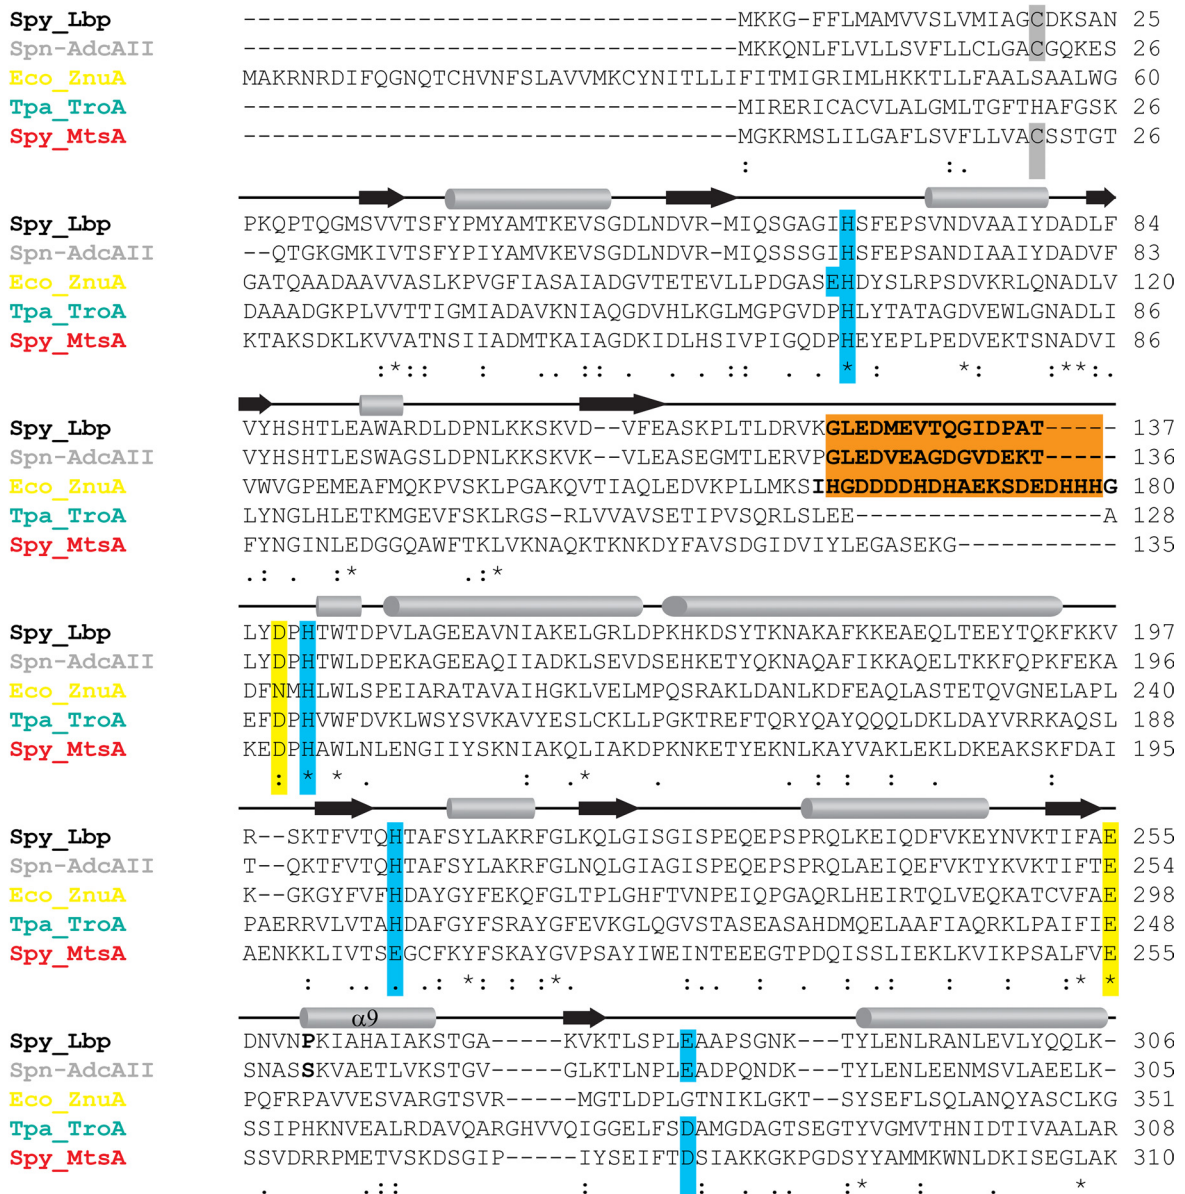 Spy_Lbp ----------------------------------MKKG-FFLMAMVVSLVMIAGCDKSAN 25
Spn-AdcAII ----------------------------------MKKQNLFLVLLSVFLLCLGACGQKES 26
Eco_ZnuA MAKRNRDIFQGNQTCHVNFSLAVVMKCYNITLLIFITMIGRIMLHKKTLLFAALSAALWG 60
Tpa_TroA ----------------------------------MIRERICACVLALGMLTGFTHAFGSK 26
Spy_MtsA ----------------------------------MGKRMSLILGAFLSVFLLVACSSTGT 26
: :.
Spy_Lbp PKQPTQGMSVVTSFYPMYAMTKEVSGDLNDVR-MIQSGAGIHSFEPSVNDVAAIYDADLF 84
Spn-AdcAII --QTGKGMKIVTSFYPIYAMVKEVSGDLNDVR-MIQSSSGIHSFEPSANDIAAIYDADVF 83
Eco_ZnuA GATQAADAAVVASLKPVGFIASAIADGVTETEVLLPDGASEHDYSLRPSDVKRLQNADLV 120
Tpa_TroA DAAADGKPLVVTTIGMIADAVKNIAQGDVHLKGLMGPGVDPHLYTATAGDVEWLGNADLI 86
Spy_MtsA KTAKSDKLKVVATNSIIADMTKAIAGDKIDLHSIVPIGQDPHEYEPLPEDVEKTSNADVI 86
:*:: : .. :: . . :: . . * : *: :**:.
Spy_Lbp VYHSHTLEAWARDLDPNLKKSKVD--VFEASKPLTLDRVKGLEDMEVTQGIDPAT----- 137
Spn-AdcAII VYHSHTLESWAGSLDPNLKKSKVK--VLEASEGMTLERVPGLEDVEAGDGVDEKT----- 136
Eco_ZnuA VWVGPEMEAFMQKPVSKLPGAKQVTIAQLEDVKPLLMKSIHGDDDDHDHAEKSDEDHHHG 180
Tpa_TroA LYNGLHLETKMGEVFSKLRGS-RLVVAVSETIPVSQRLSLEE-----------------A 128
Spy_MtsA FYNGINLEDGGQAWFTKLVKNAQKTKNKDYFAVSDGIDVIYLEGASEKG----------- 135
.: . :* .:*
Spy_Lbp LYDPHTWTDPVLAGEEAVNIAKELGRLDPKHKDSYTKNAKAFKKEAEQLTEEYTQKFKKV 197
Spn-AdcAII LYDPHTWLDPEKAGEEAQIIADKLSEVDSEHKETYQKNAQAFIKKAQELTKKFQPKFEKA 196
Eco_ZnuA DFNMHLWLSPEIARATAVAIHGKLVELMPQSRAKLDANLKDFEAQLASTETQVGNELAPL 240
Tpa_TroA EFDPHVWFDVKLWSYSVKAVYESLCKLLPGKTREFTQRYQAYQQQLDKLDAYVRRKAQSL 188
Spy_MtsA KEDPHAWLNLENGIIYSKNIAKQLIAKDPKNKETYEKNLKAYVAKLEKLDKEAKSKFDAI 195
: * * . : .* . . : : . . :
Spy_Lbp R--SKTFVTQHTAFSYLAKRFGLKQLGISGISPEQEPSPRQLKEIQDFVKEYNVKTIFAE 255
Spn-AdcAII T--QKTFVTQHTAFSYLAKRFGLNQLGIAGISPEQEPSPRQLAEIQEFVKTYKVKTIFTE 254
Eco_ZnuA K--GKGYFVFHDAYGYFEKQFGLTPLGHFTVNPEIQPGAQRLHEIRTQLVEQKATCVFAE 298
Tpa_TroA PAERRVLVTAHDAFGYFSRAYGFEVKGLQGVSTASEASAHDMQELAAFIAQRKLPAIFIE 248
Spy_MtsA AENKKLIVTSEGCFKYFSKAYGVPSAYIWEINTEEEGTPDQISSLIEKLKVIKPSALFVE 255
: .. . .: *: : :*. :.. : . .: : : :* *
α9
Spy_Lbp DNVNPKIAHAIAKSTGA-----KVKTLSPLEAAPSGNK---TYLENLRANLEVLYQQLK- 306
Spn-AdcAII SNASSKVAETLVKSTGV-----GLKTLNPLEADPQNDK---TYLENLEENMSVLAEELK- 305
Eco_ZnuA PQFRPAVVESVARGTSVR-----MGTLDPLGTNIKLGKT--SYSEFLSQLANQYASCLKG 351
Tpa_TroA SSIPHKNVEALRDAVQARGHVVQIGGELFSDAMGDAGTSEGTYVGMVTHNIDTIVAALAR 308
Spy_MtsA SSVDRRPMETVSKDSGIP-----IYSEIFTDSIAKKGKPGDSYYAMMKWNLDKISEGLAK 310
. .:: : : . .. :* : . *